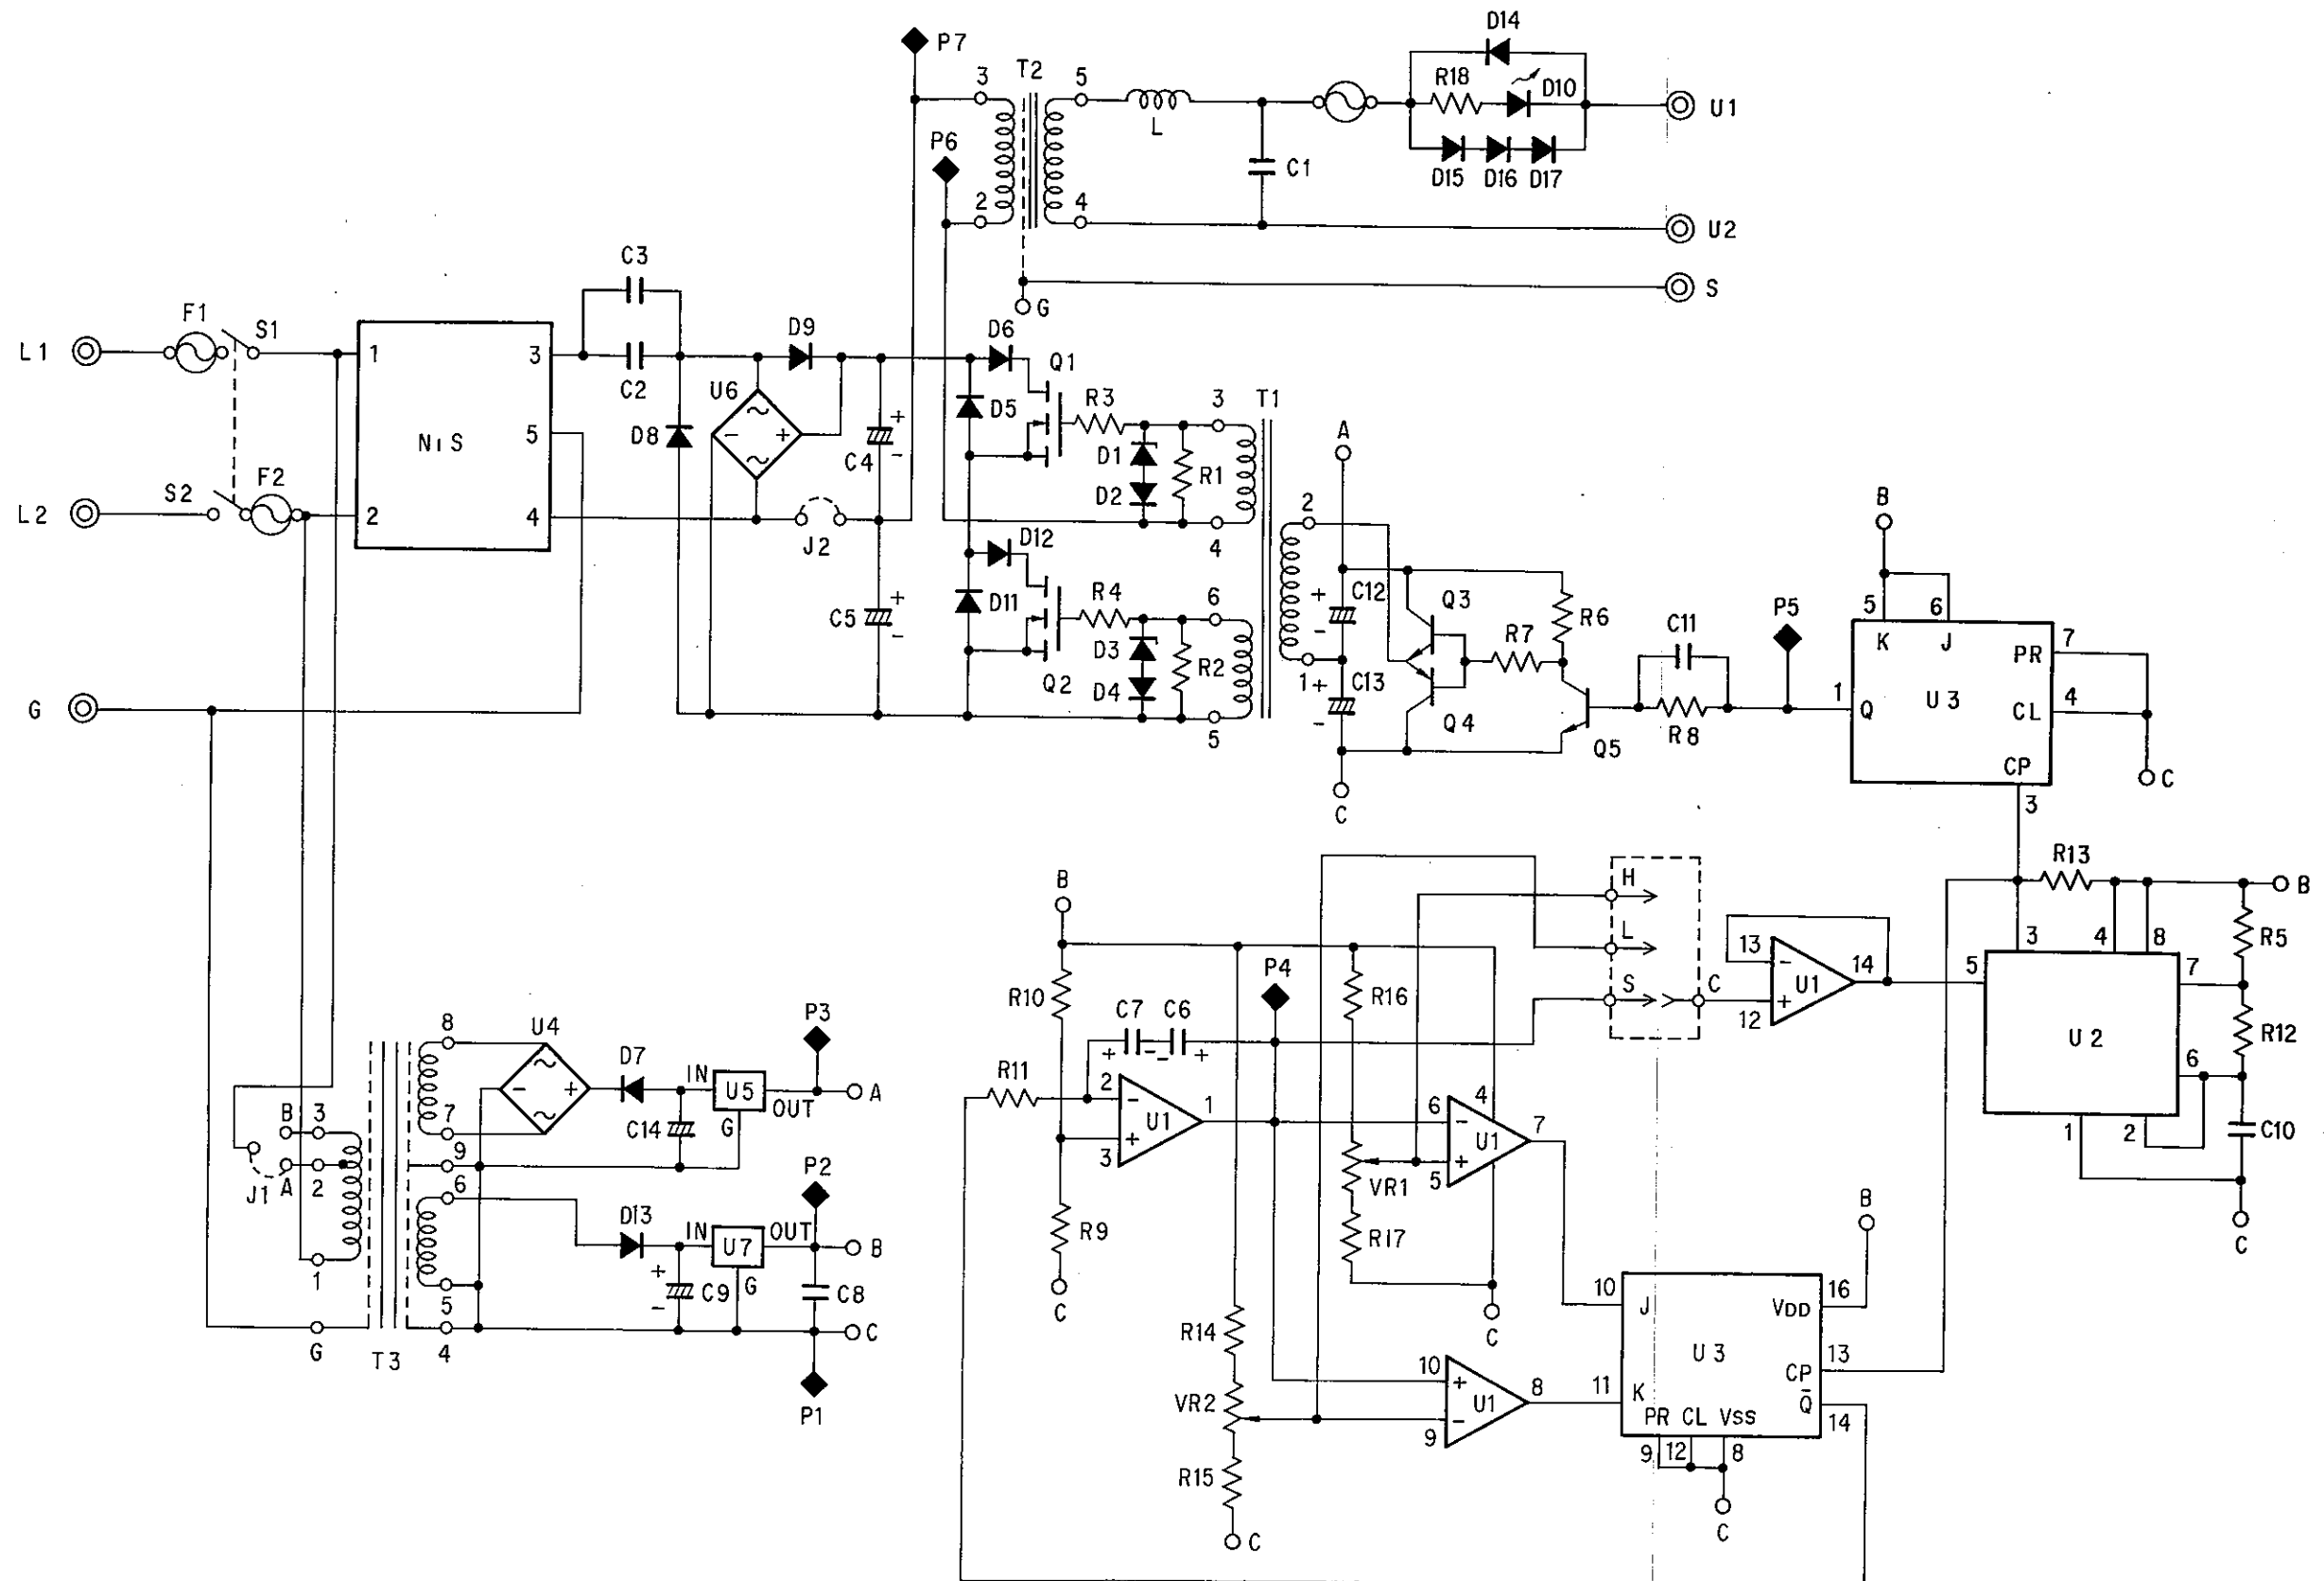 D14
P7
3
T2
5
R18
D10
U1
L
P6
C1
D15
D16
D17
2
4
U2
G
S
C3
F1
S1
L1
1
3
C2
D9
D6
Q1
U6
R3
3
T1
D5
A
NiS
5
D8
~
-
+
~
C4
+
-
D1
R1
D2
S2
F2
L2
2
4
J2
4
2
B
D12
5
6
K
J
7
PR
C5
+
-
D11
R4
6
+
C12
-
Q3
R6
C11
P5
D3
R2
D4
R7
1
Q
U3
4
CL
Q2
1
+
C13
-
Q4
Q5
R8
CP
C
3
G
5
C
B
H
L
S
C
R13
B
3
4
8
R5
R10
P4
R16
13
-
U1
14
+
12
5
7
U2
R12
6
1
2
C10
C
C7
C6
+
-
-
+
R11
2
-
U1
1
+
3
6
4
-
U1
7
+
5
VR1
R9
R17
C
C
8
U4
P3
D7
IN
U5
OUT
A
-
~
+
~
C14
G
B
3
7
J1
A
2
9
6
P2
D13
IN
U7
OUT
B
+
C9
-
G
C8
1
5
G
T3
4
C
P1
R14
10
+
U1
8
-
9
VR2
R15
C
B
10
J
VDD
16
U3
13
CP
11
K
Q̄
14
PR
CL
VSS
9
12
8
C